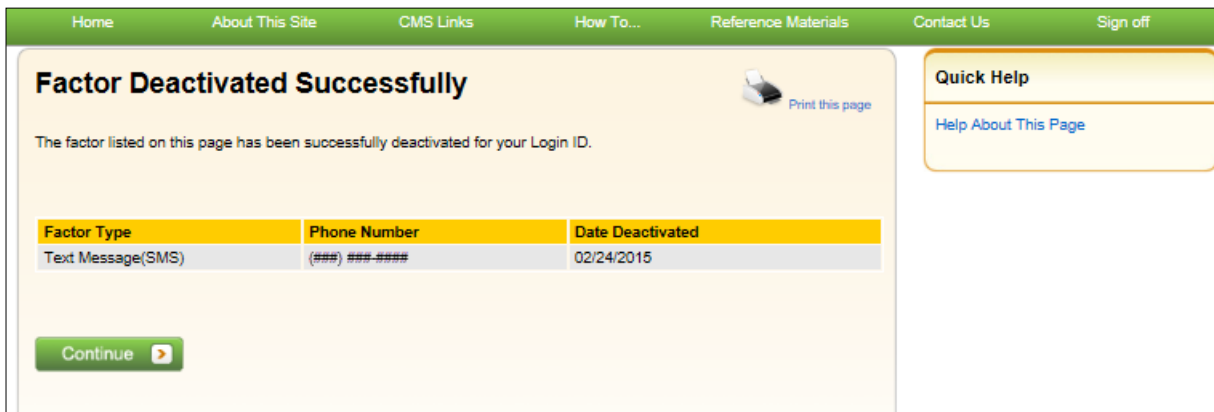 Home About This Site CMS Links How To... Reference Materials Contact Us Sign off
Factor Deactivated Successfully
Print this page
The factor listed on this page has been successfully deactivated for your Login ID.
Factor Type Phone Number Date Deactivated
Text Message(SMS) (###) ###-#### 02/24/2015
Continue
Quick Help
Help About This Page